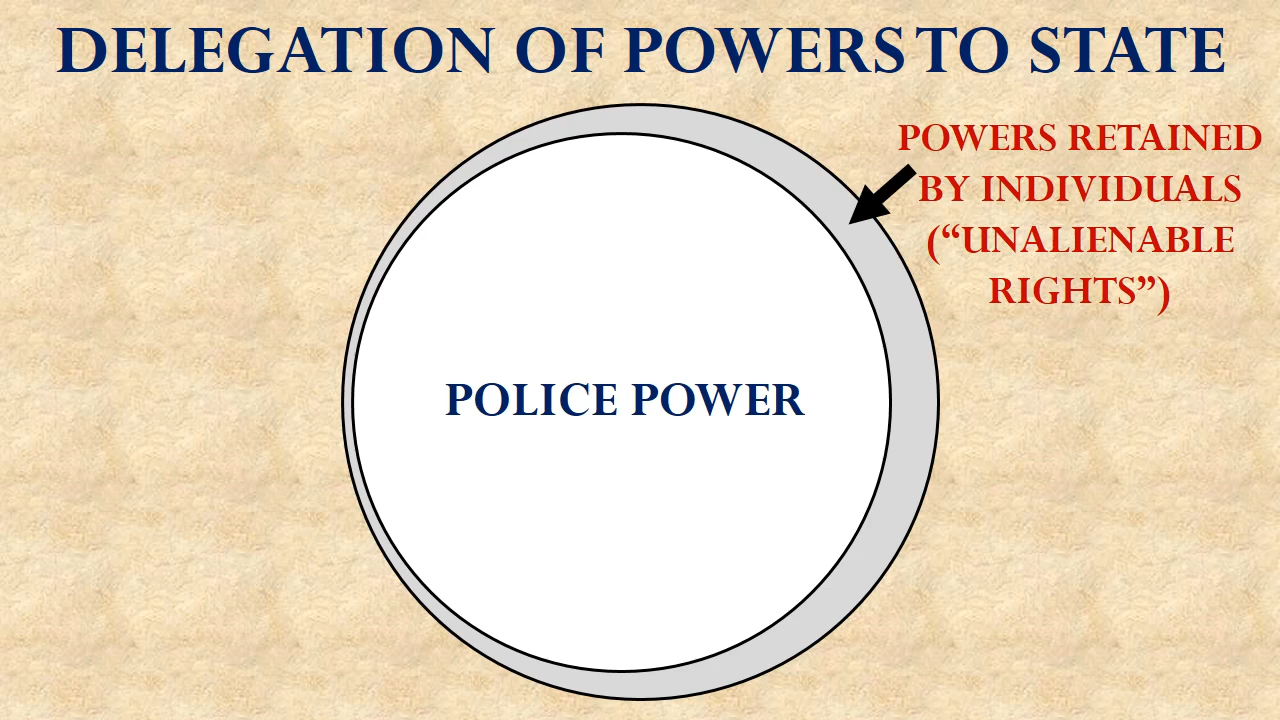 DELEGATION OF POWERS TO STATE
POWERS RETAINED
BY INDIVIDUALS
(“UNALIENABLE
RIGHTS”)
POLICE POWER